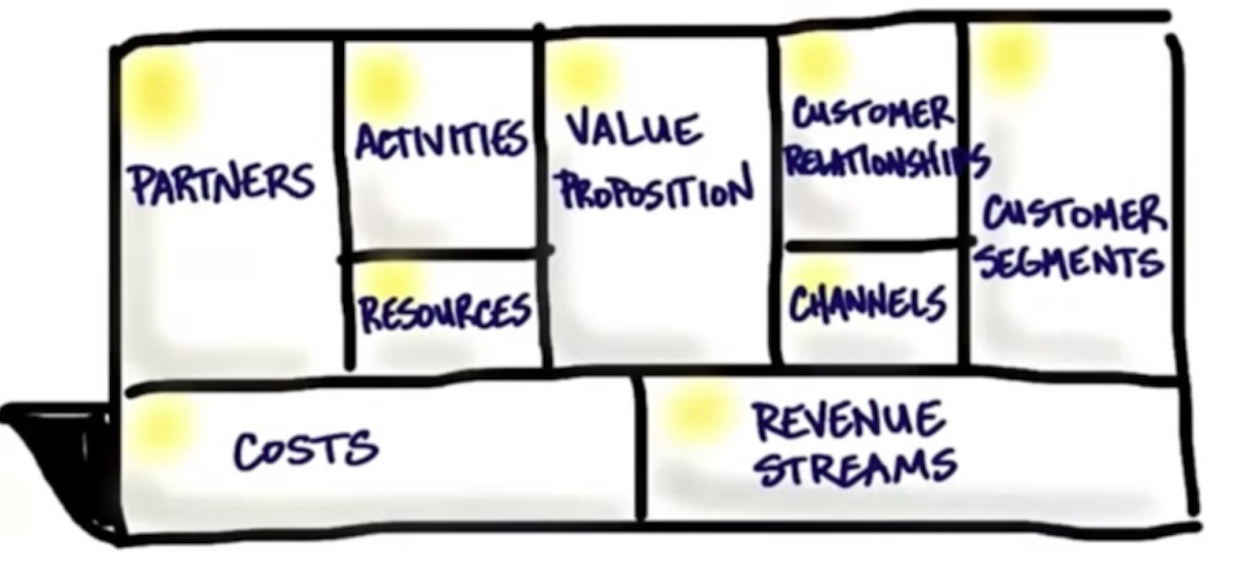 PARTNERS
ACTIVITIES
RESOURCES
VALUE
PROPOSITION
CUSTOMER
RELATIONSHIPS
CHANNELS
CUSTOMER
SEGMENTS
COSTS
REVENUE
STREAMS